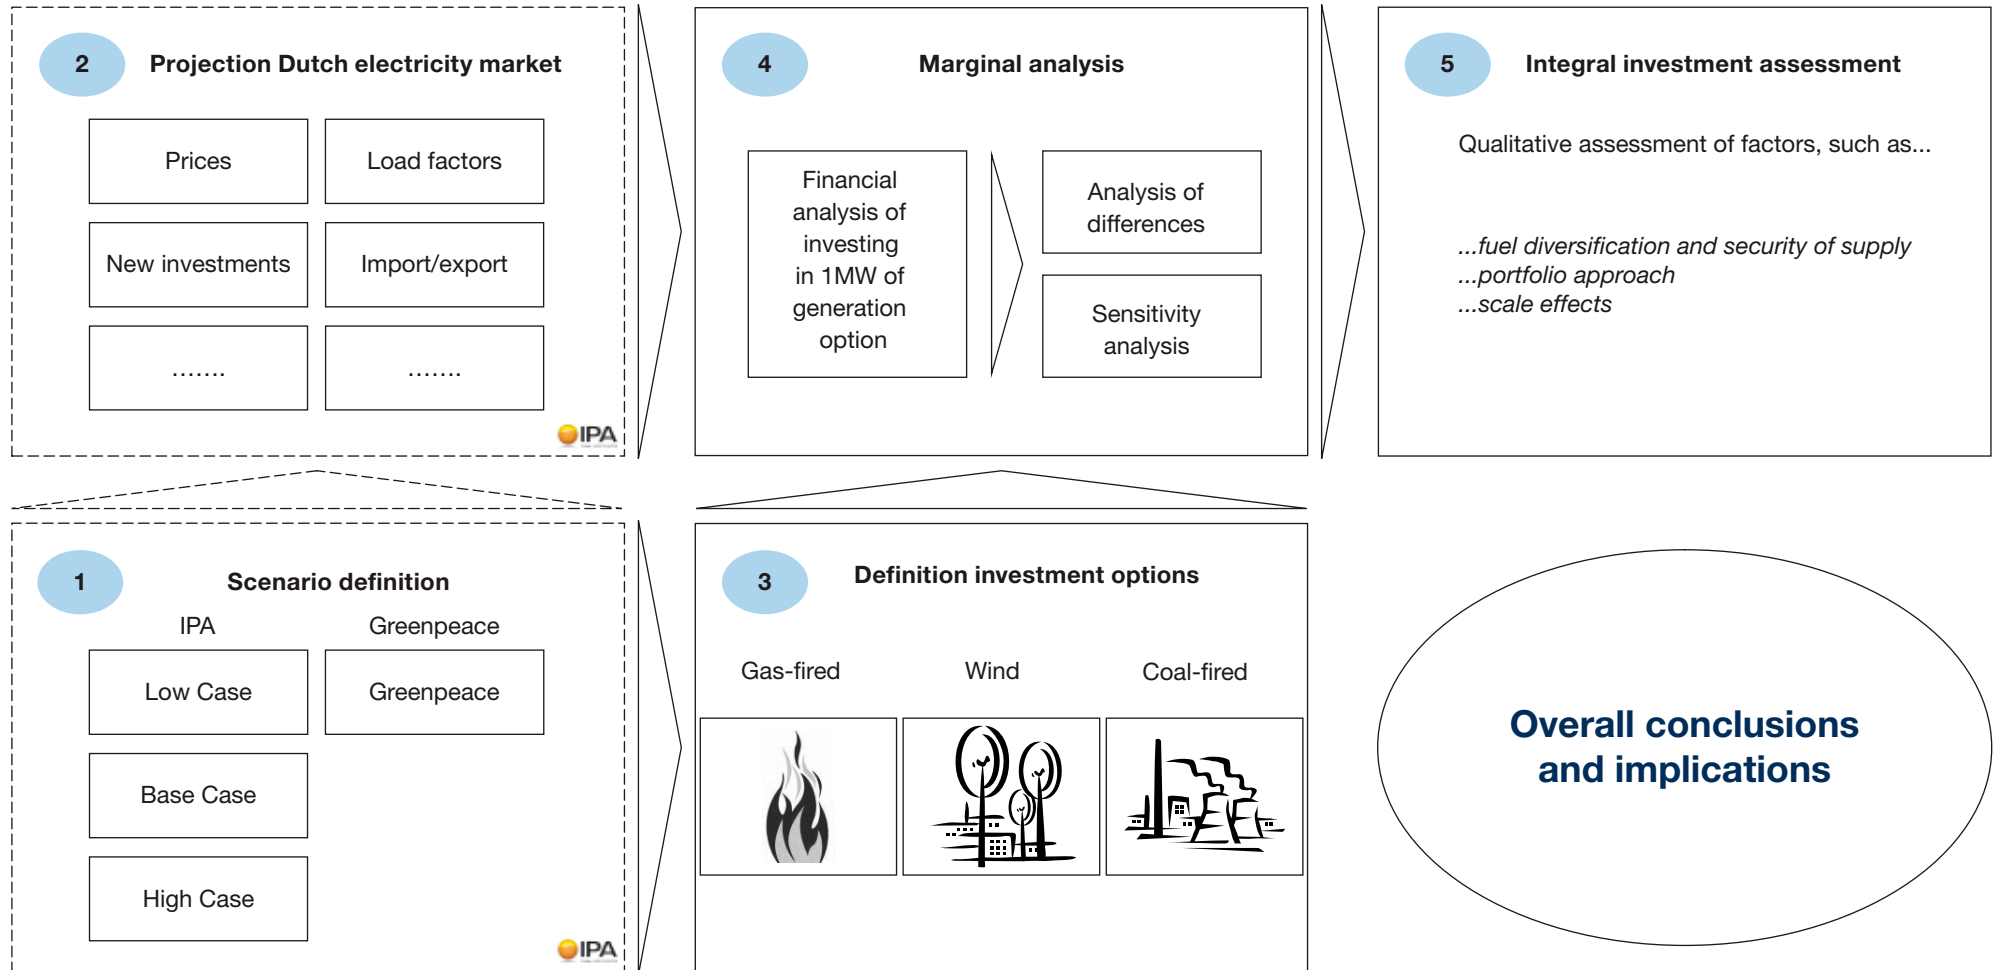 2
Projection Dutch electricity market
Prices
Load factors
New investments
Import/export
.......
.......
IPA
4
Marginal analysis
Financial
analysis of
investing
in 1MW of
generation
option
Analysis of
differences
Sensitivity
analysis
5
Integral investment assessment
Qualitative assessment of factors, such as...
...fuel diversification and security of supply
...portfolio approach
...scale effects
1
Scenario definition
IPA
Greenpeace
Low Case
Greenpeace
Base Case
High Case
IPA
3
Definition investment options
Gas-fired
Wind
Coal-fired
Overall conclusions
and implications